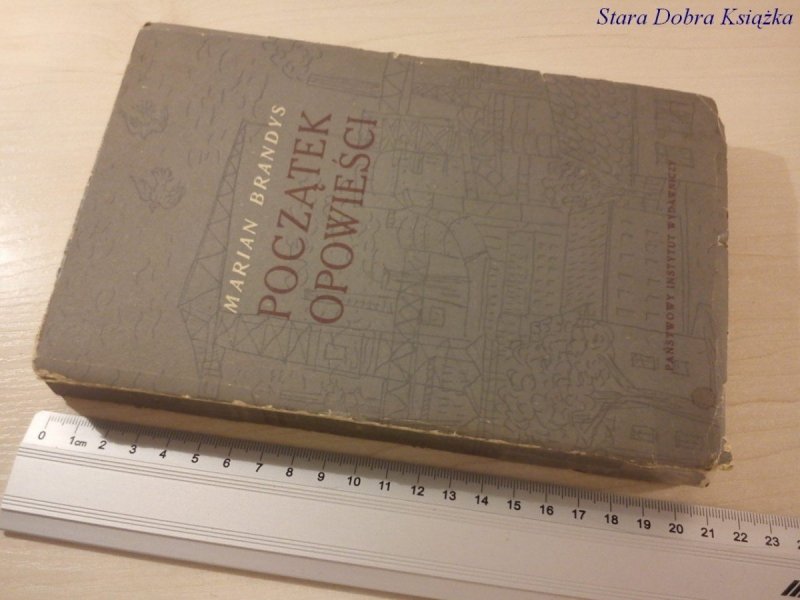 Stara Dobra Książka
MARIAN BRANDYS
POCZĄTEK
OPOWIEŚCI
PAŃSTWOWY INSTYTUT WYDAWNICZY
0 1cm 2 3 4 5 6 7 8 9 10 11 12 13 14 15 16 17 18 19 20 21 22 23